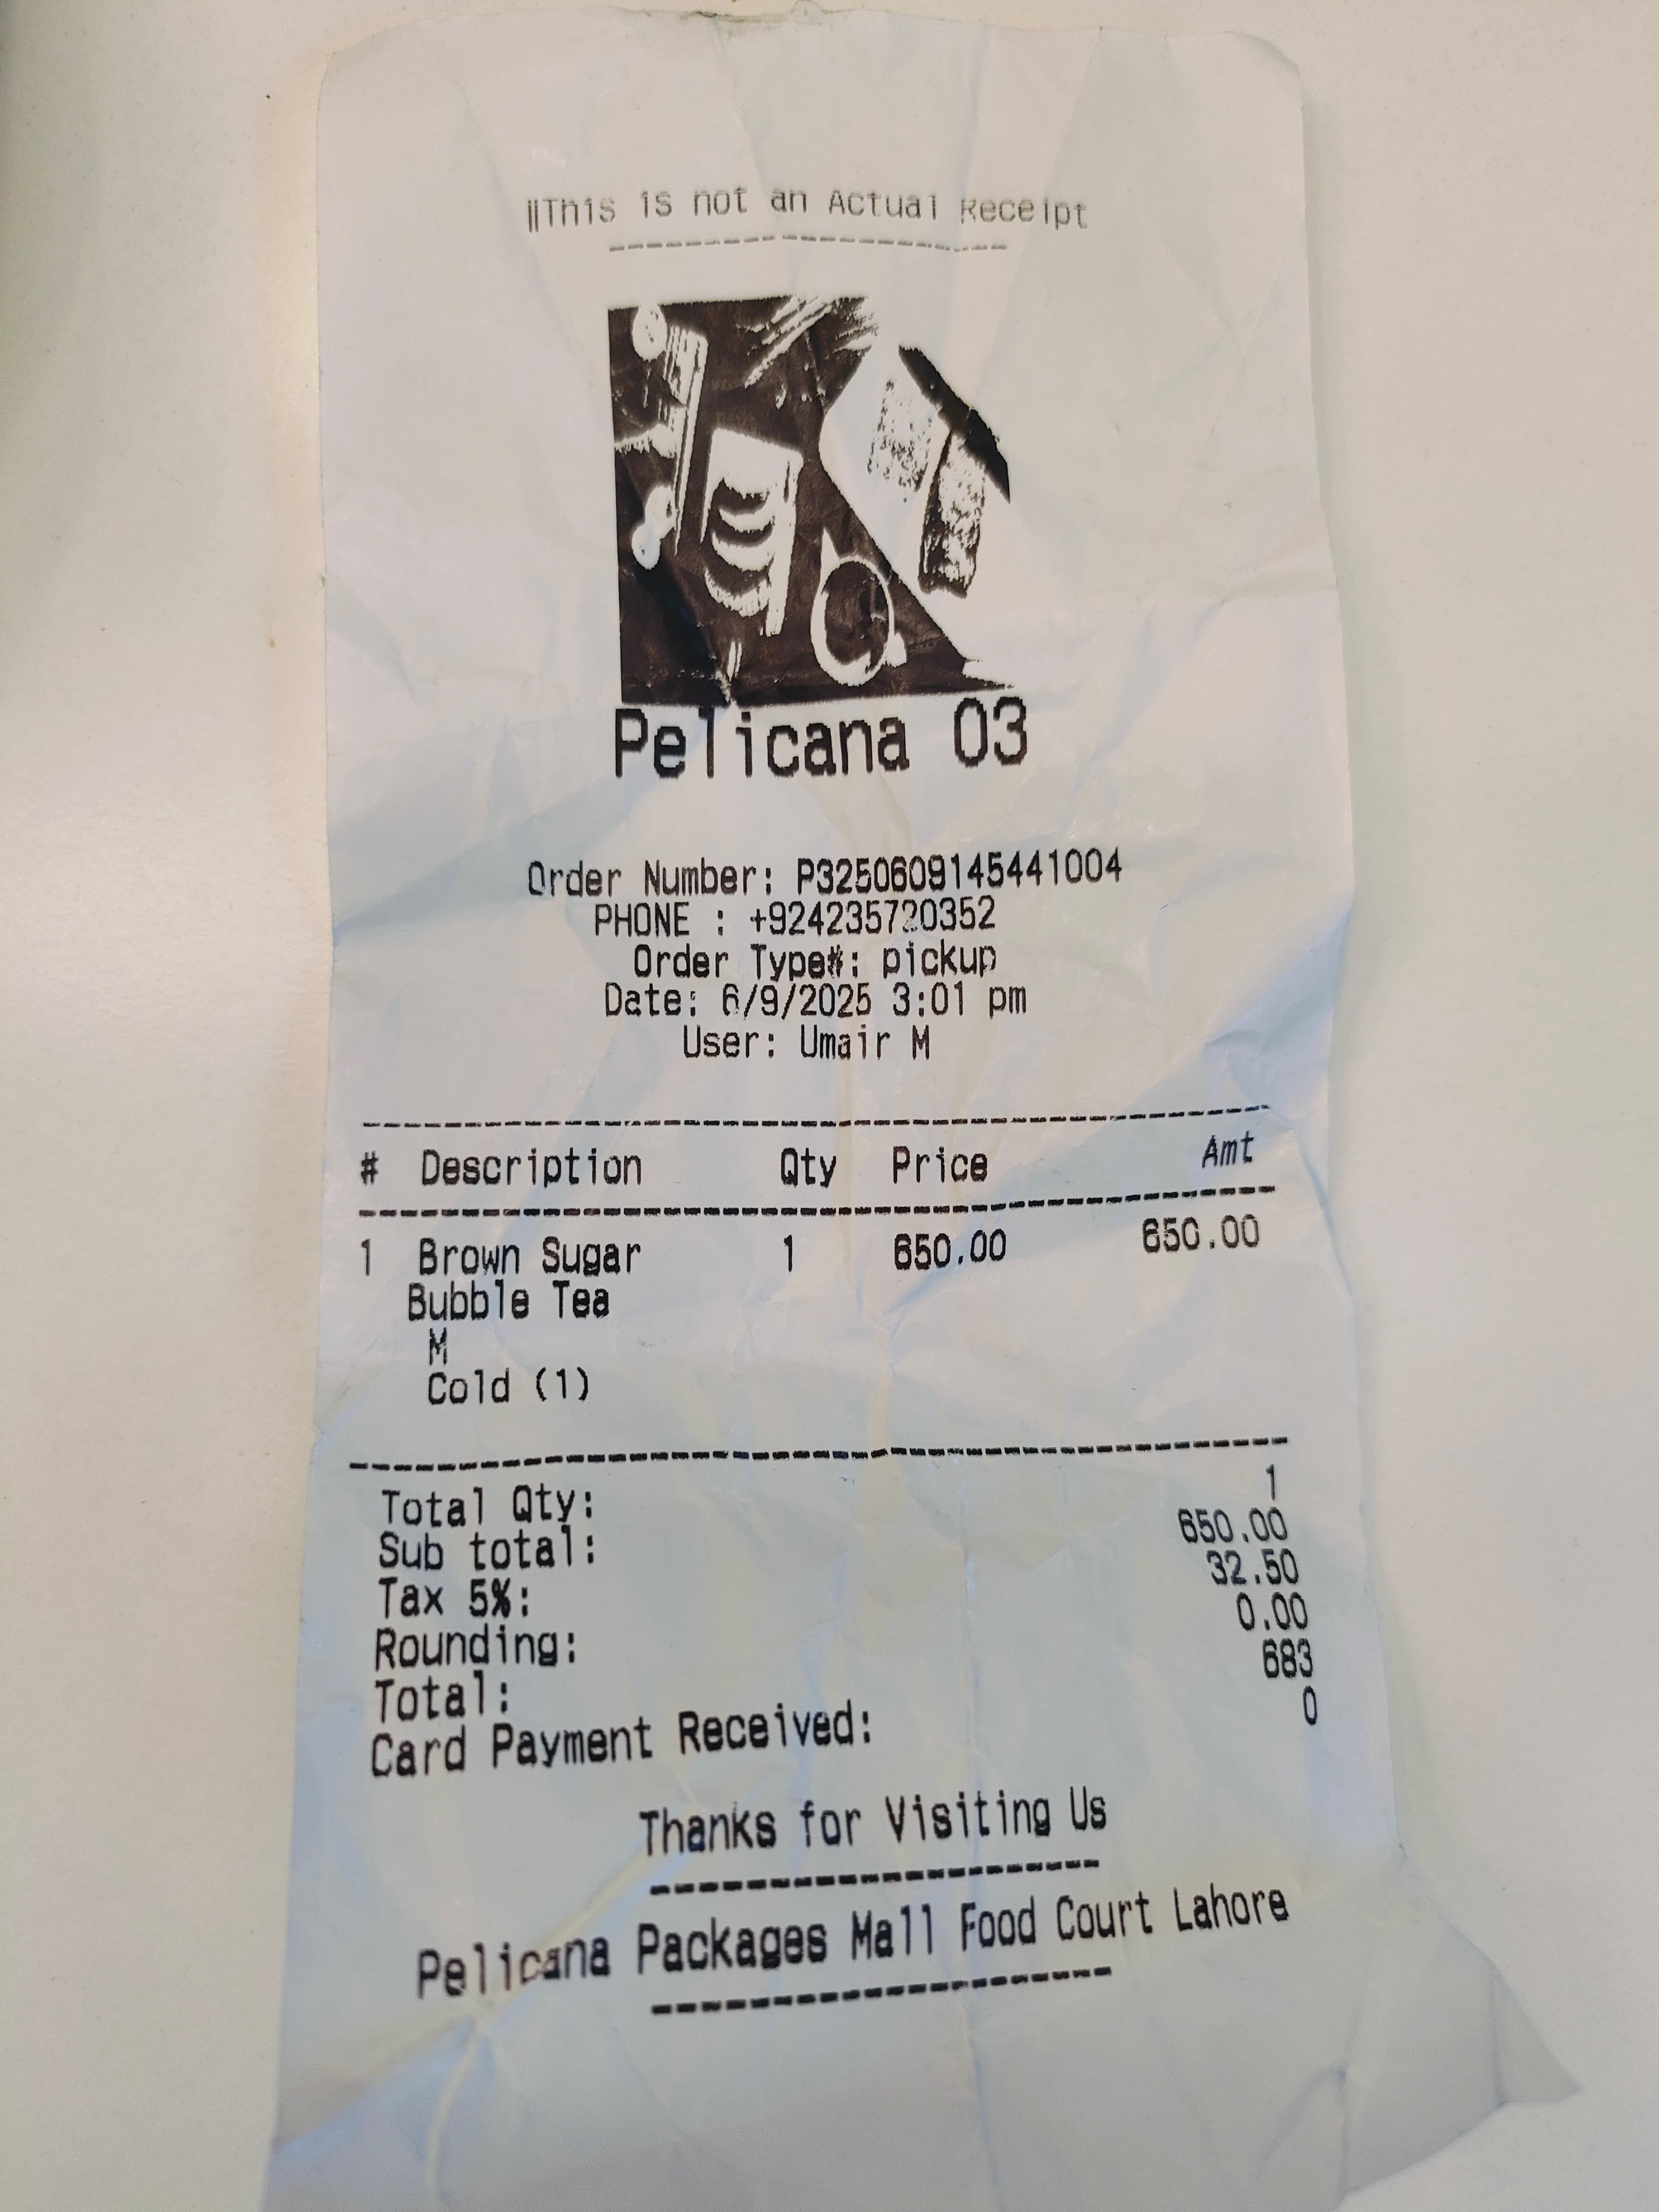 This is not an Actual Receipt
Pelicana 03
Order Number: P3250609145441004
PHONE : +924235720352
Order Type#: pickup
Date: 6/9/2025 3:01 pm
User: Umair M
# Description Qty Price Amt
1 Brown Sugar 1 650.00 650.00
Bubble Tea
M
Cold (1)
Total Qty: 1
Sub total: 650.00
Tax 5%: 32.50
Rounding: 0.00
Total: 683
Card Payment Received: 0
Thanks for Visiting Us
Pelicana Packages Mall Food Court Lahore